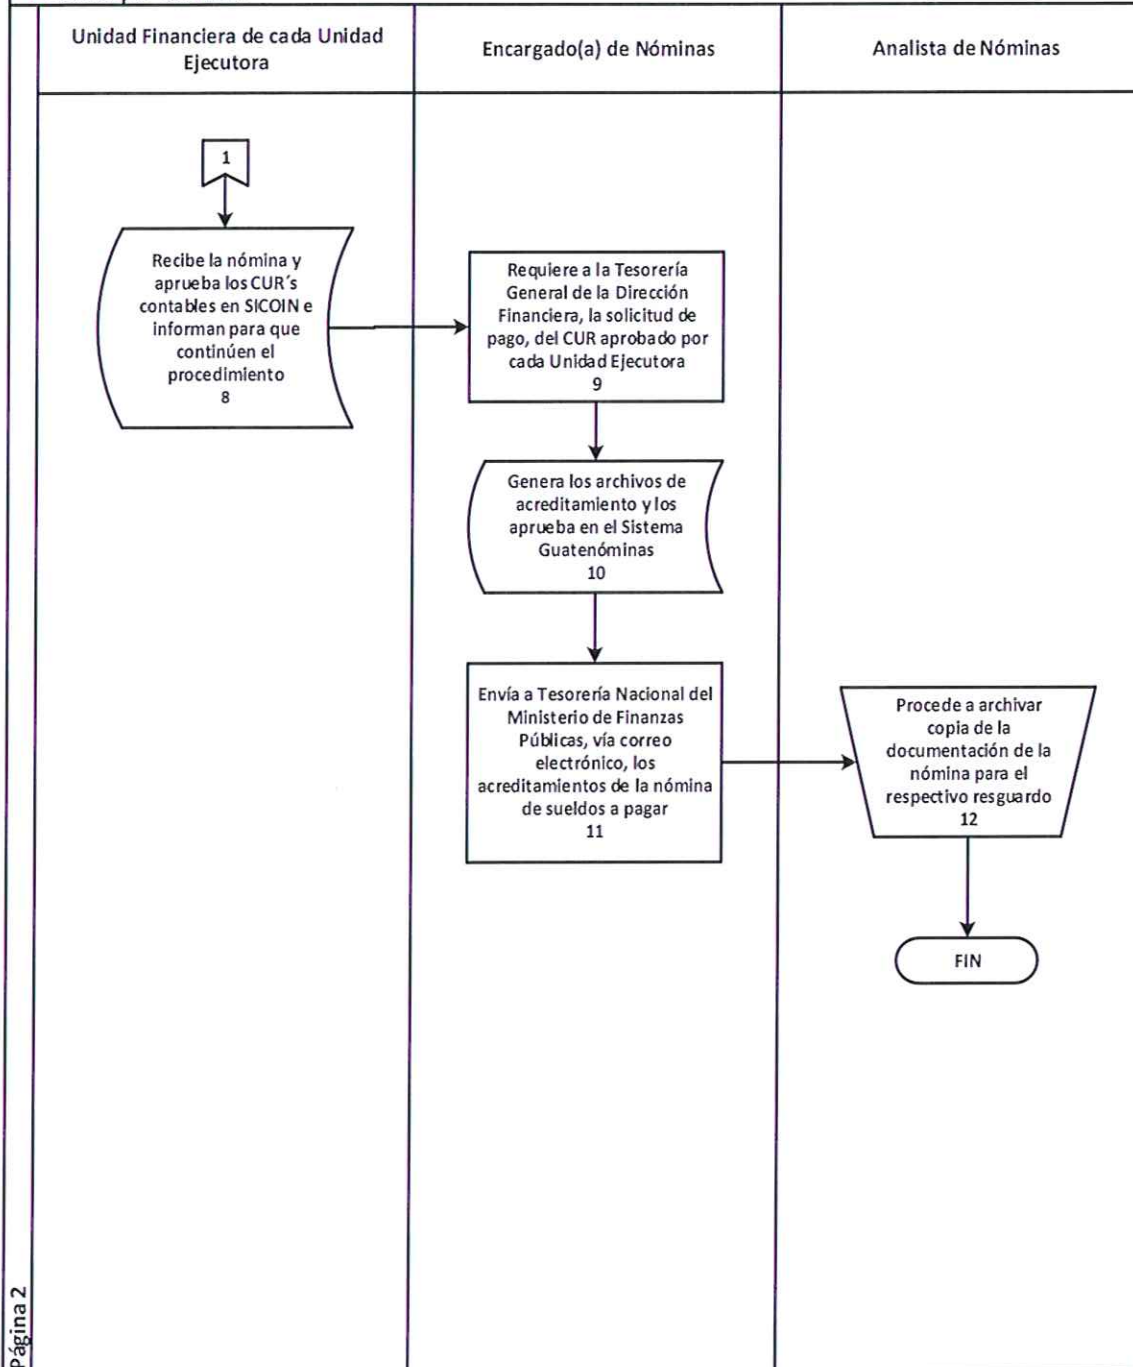 Unidad Financiera de cada Unidad
Ejecutora
Encargado(a) de Nóminas
Analista de Nóminas
1
Recibe la nómina y
aprueba los CUR´s
contables en SICOIN e
informan para que
continúen el
procedimiento
8
Requiere a la Tesorería
General de la Dirección
Financiera, la solicitud de
pago, del CUR aprobado por
cada Unidad Ejecutora
9
Genera los archivos de
acreditamiento y los
aprueba en el Sistema
Guatenóminas
10
Envía a Tesorería Nacional del
Ministerio de Finanzas
Públicas, vía correo
electrónico, los
acreditamientos de la nómina
de sueldos a pagar
11
Procede a archivar
copia de la
documentación de la
nómina para el
respectivo resguardo
12
FIN
Página 2